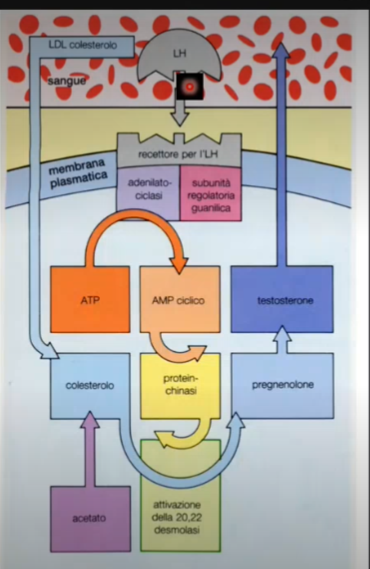 LDL colesterolo
LH
sangue
recettore per l'LH
membrana
plasmatica
adenilato-
ciclasi
subunità
regolatoria
guanilica
ATP
AMP ciclico
testosterone
colesterolo
protein-
chinasi
pregnenolone
acetato
attivazione
della 20,22
desmolasi